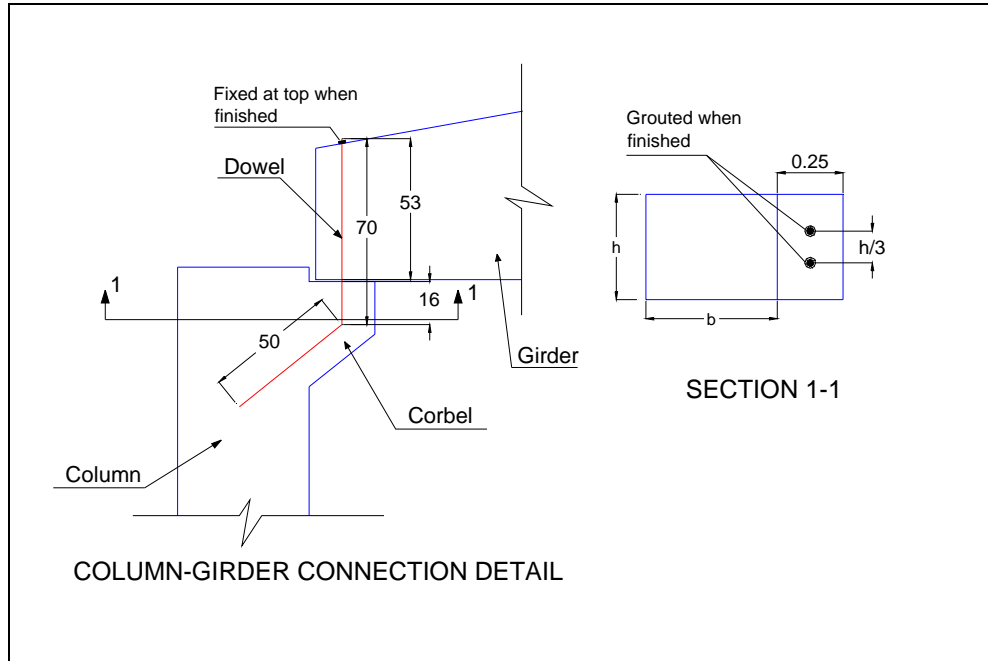 Fixed at top when
finished
Dowel
53
70
1
1
16
50
Girder
Corbel
Column
COLUMN-GIRDER CONNECTION DETAIL
Grouted when
finished
0.25
h
h/3
b
SECTION 1-1